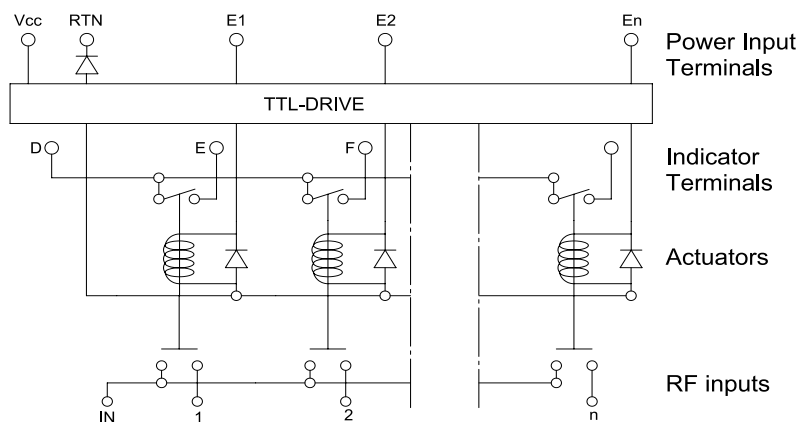 Vcc RTN E1 E2 En
Power Input
Terminals
TTL-DRIVE
D E F
Indicator
Terminals
Actuators
RF inputs
IN 1 2 n